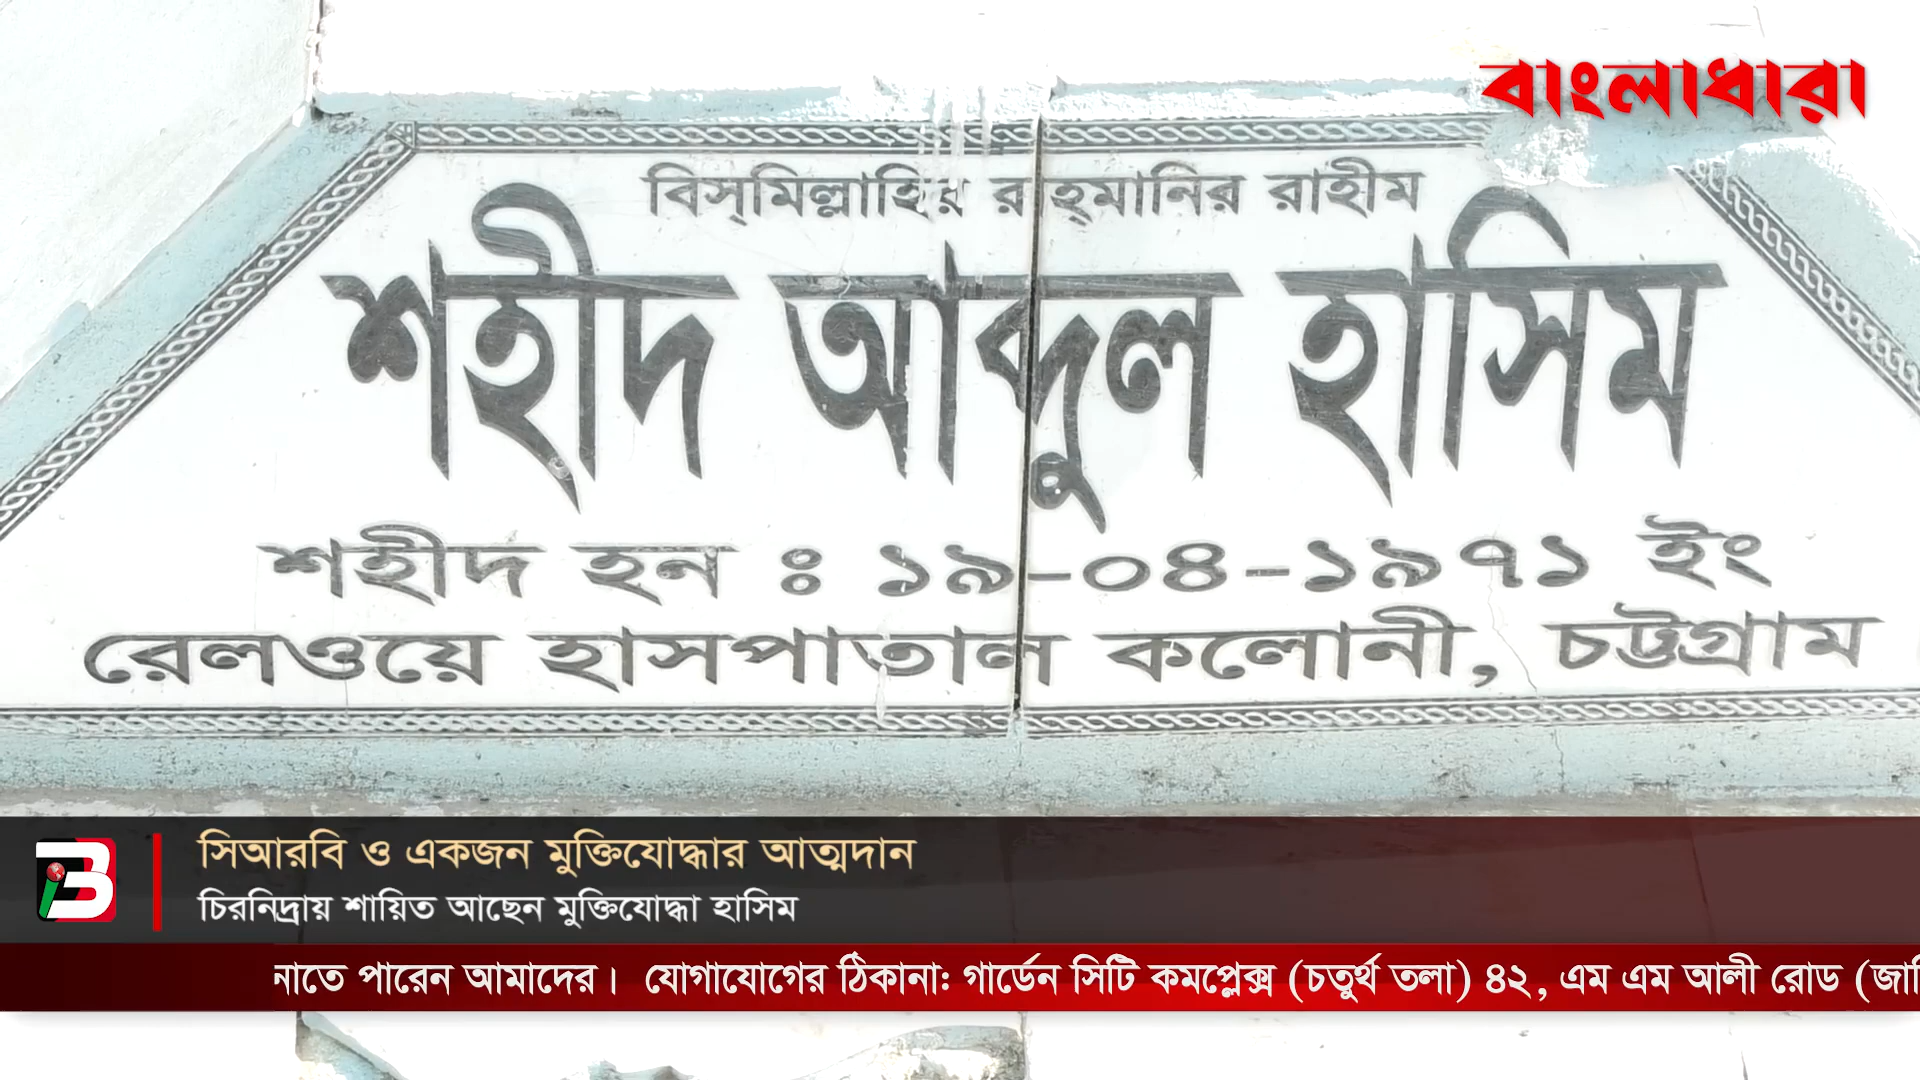 বাংলাধারা
বিস্‌মিল্লাহির রাহ্‌মানির রাহীম
শহীদ আব্দুল হাসিম
শহীদ হন : ১৯-০৪-১৯৭১ ইং
রেলওয়ে হাসপাতাল কলোনী, চট্টগ্রাম
সিআরবি ও একজন মুক্তিযোদ্ধার আত্মদান
চিরনিদ্রায় শায়িত আছেন মুক্তিযোদ্ধা হাসিম
নাতে পারেন আমাদের। যোগাযোগের ঠিকানা: গার্ডেন সিটি কমপ্লেক্স (চতুর্থ তলা) ৪২, এম এম আলী রোড